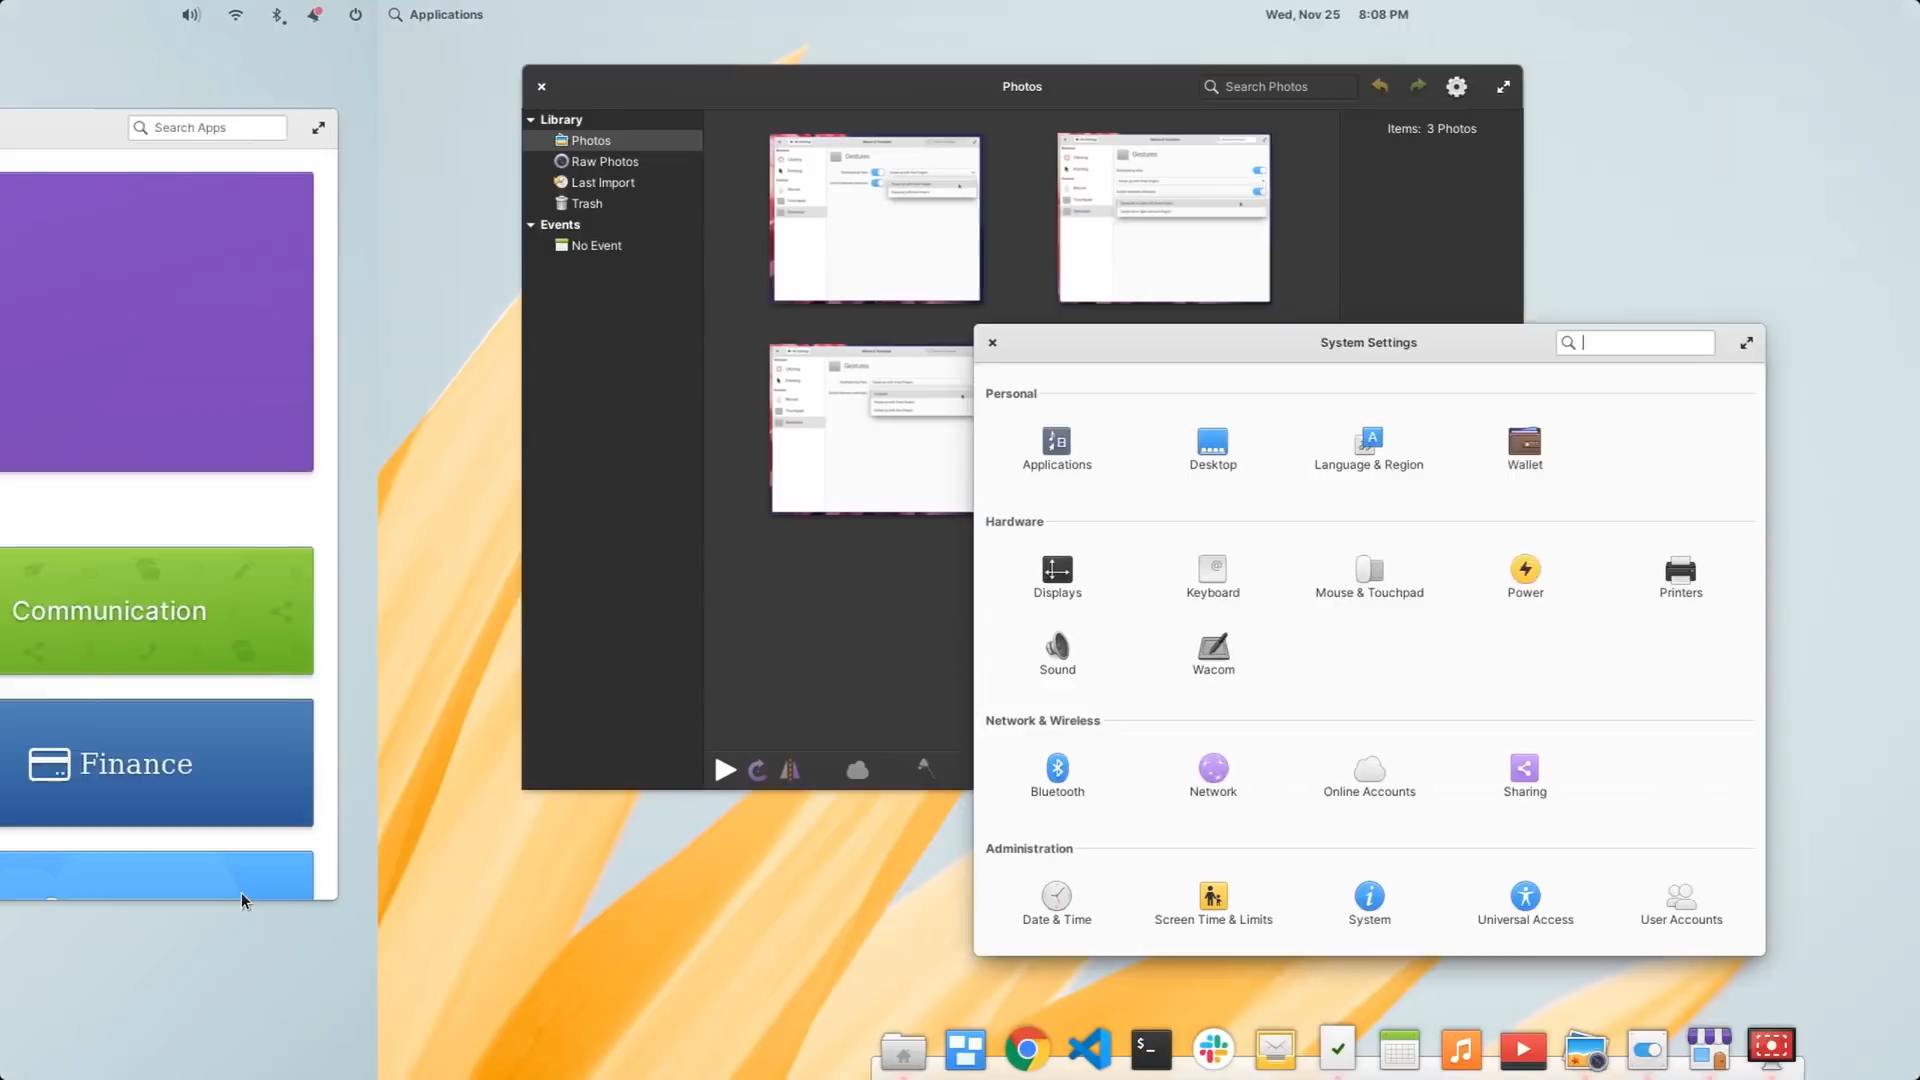 Applications
Wed, Nov 25 8:08 PM
Search Apps
Communication
Finance
Photos
Search Photos
Library
Photos
Raw Photos
Last Import
Trash
Events
No Event
Items: 3 Photos
Gestures
Gestures
Gestures
System Settings
Personal
Applications
Desktop
Language & Region
Wallet
Hardware
Displays
Keyboard
Mouse & Touchpad
Power
Printers
Sound
Wacom
Network & Wireless
Bluetooth
Network
Online Accounts
Sharing
Administration
Date & Time
Screen Time & Limits
System
Universal Access
User Accounts